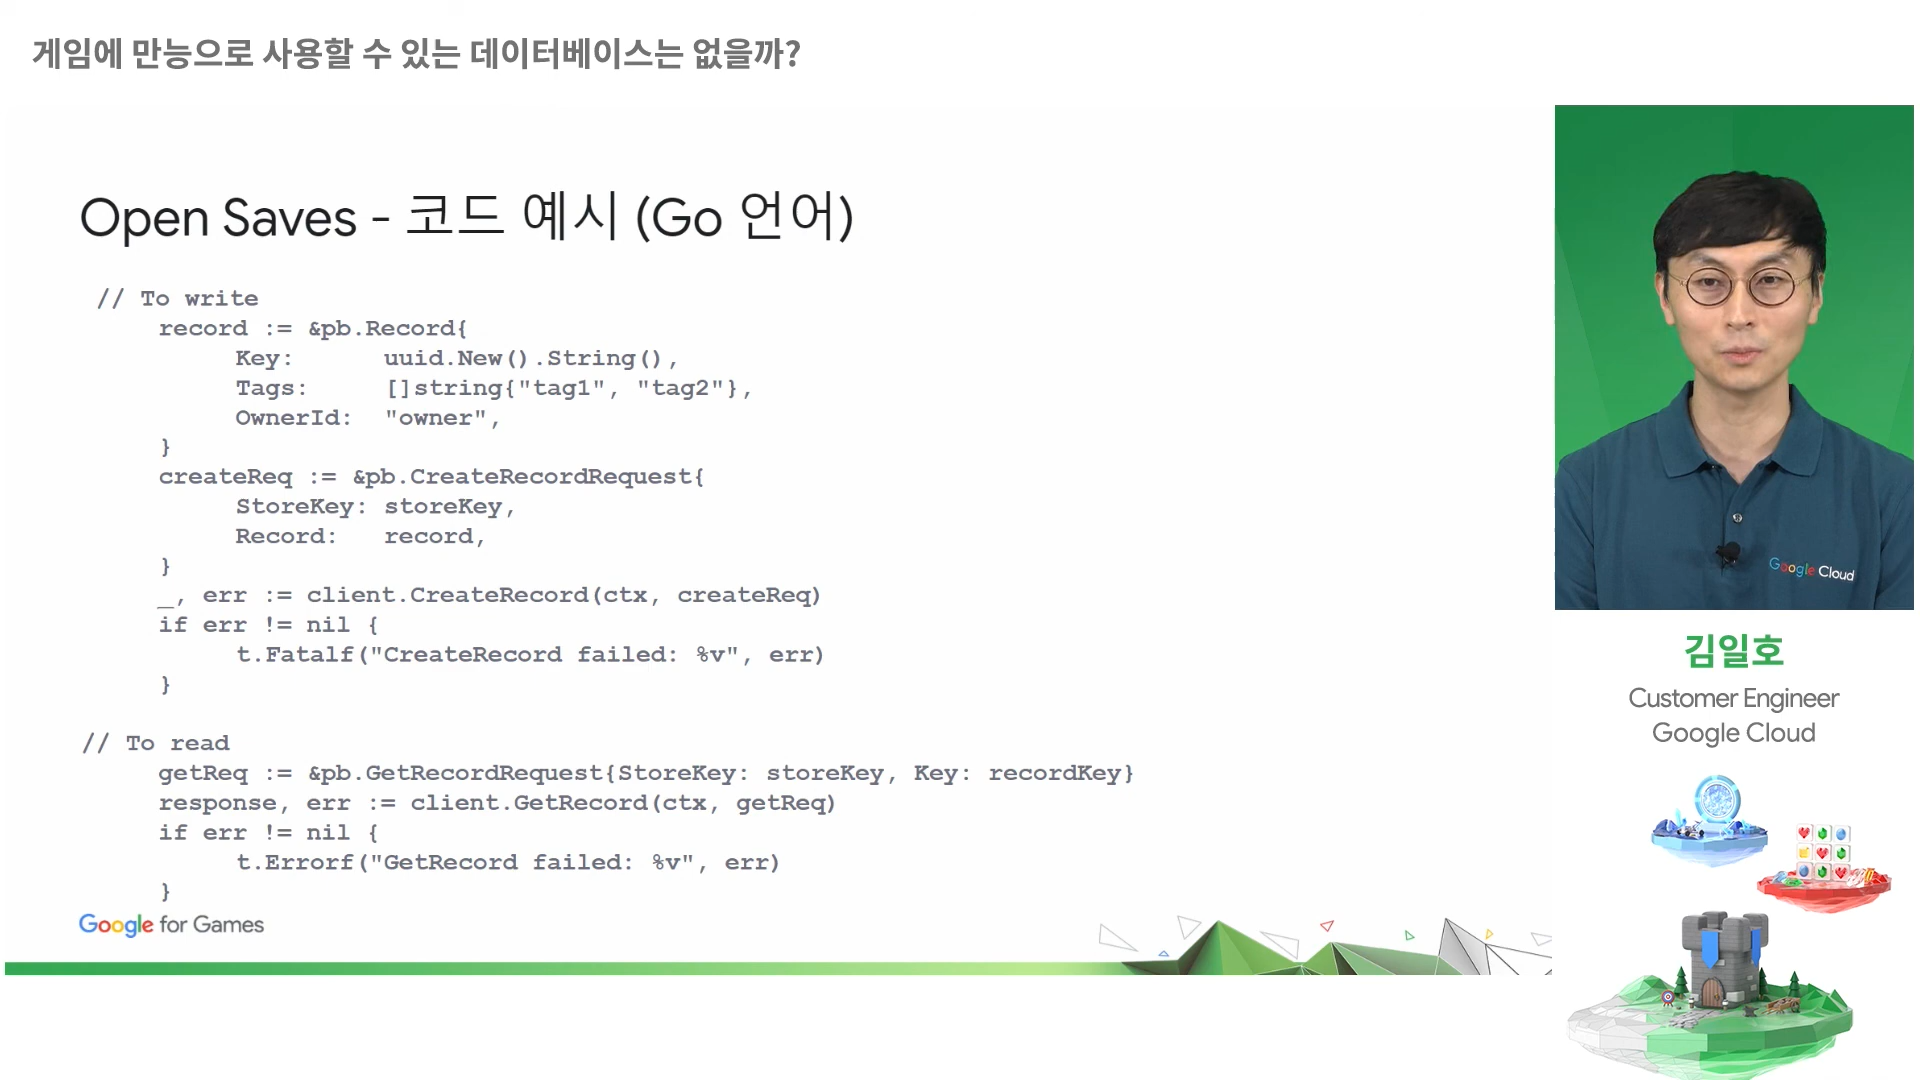 게임에 만능으로 사용할 수 있는 데이터베이스는 없을까?
Open Saves - 코드 예시 (Go 언어)
// To write
record := &pb.Record{
Key: uuid.New().String(),
Tags: []string{"tag1", "tag2"},
OwnerId: "owner",
}
createReq := &pb.CreateRecordRequest{
StoreKey: storeKey,
Record: record,
}
_, err := client.CreateRecord(ctx, createReq)
if err != nil {
t.Fatalf("CreateRecord failed: %v", err)
}
// To read
getReq := &pb.GetRecordRequest{StoreKey: storeKey, Key: recordKey}
response, err := client.GetRecord(ctx, getReq)
if err != nil {
t.Errorf("GetRecord failed: %v", err)
}
Google for Games
Google Cloud
김일호
Customer Engineer
Google Cloud